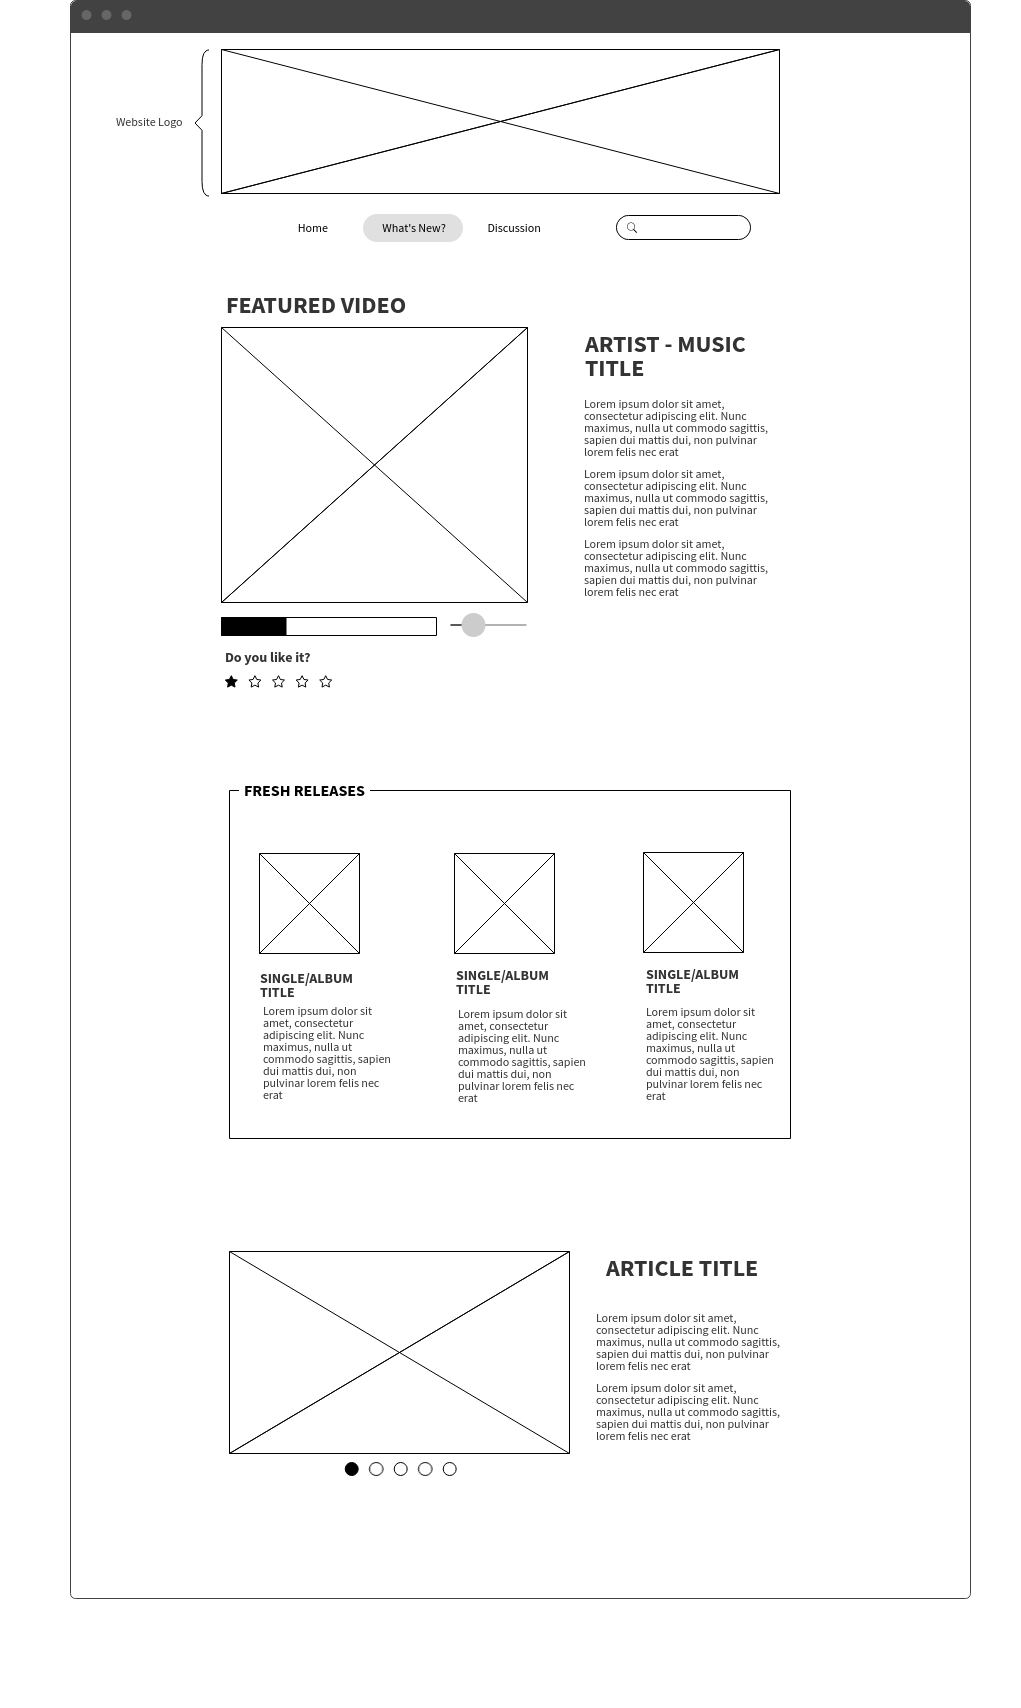 Website Logo
Home
What's New?
Discussion
FEATURED VIDEO
ARTIST - MUSIC
TITLE
Lorem ipsum dolor sit amet,
consectetur adipiscing elit. Nunc
maximus, nulla ut commodo sagittis,
sapien dui mattis dui, non pulvinar
lorem felis nec erat
Lorem ipsum dolor sit amet,
consectetur adipiscing elit. Nunc
maximus, nulla ut commodo sagittis,
sapien dui mattis dui, non pulvinar
lorem felis nec erat
Lorem ipsum dolor sit amet,
consectetur adipiscing elit. Nunc
maximus, nulla ut commodo sagittis,
sapien dui mattis dui, non pulvinar
lorem felis nec erat
Do you like it?
FRESH RELEASES
SINGLE/ALBUM
TITLE
Lorem ipsum dolor sit
amet, consectetur
adipiscing elit. Nunc
maximus, nulla ut
commodo sagittis, sapien
dui mattis dui, non
pulvinar lorem felis nec
erat
SINGLE/ALBUM
TITLE
Lorem ipsum dolor sit
amet, consectetur
adipiscing elit. Nunc
maximus, nulla ut
commodo sagittis, sapien
dui mattis dui, non
pulvinar lorem felis nec
erat
SINGLE/ALBUM
TITLE
Lorem ipsum dolor sit
amet, consectetur
adipiscing elit. Nunc
maximus, nulla ut
commodo sagittis, sapien
dui mattis dui, non
pulvinar lorem felis nec
erat
ARTICLE TITLE
Lorem ipsum dolor sit amet,
consectetur adipiscing elit. Nunc
maximus, nulla ut commodo sagittis,
sapien dui mattis dui, non pulvinar
lorem felis nec erat
Lorem ipsum dolor sit amet,
consectetur adipiscing elit. Nunc
maximus, nulla ut commodo sagittis,
sapien dui mattis dui, non pulvinar
lorem felis nec erat